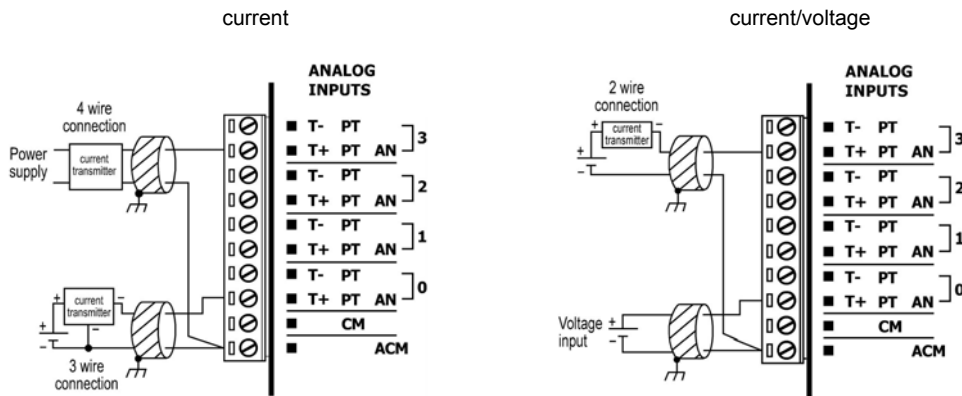 current
current/voltage
ANALOG
INPUTS
4 wire
connection
Power
supply
current
transmitter
T- PT
T+ PT AN
3
T- PT
T+ PT AN
2
T- PT
T+ PT AN
1
T- PT
T+ PT AN
0
CM
ACM
+
current
transmitter
-
+
-
-
3 wire
connection
ANALOG
INPUTS
2 wire
connection
+
current
transmitter
-
+
-
T- PT
T+ PT AN
3
T- PT
T+ PT AN
2
T- PT
T+ PT AN
1
T- PT
T+ PT AN
0
CM
ACM
Voltage
input
+
-